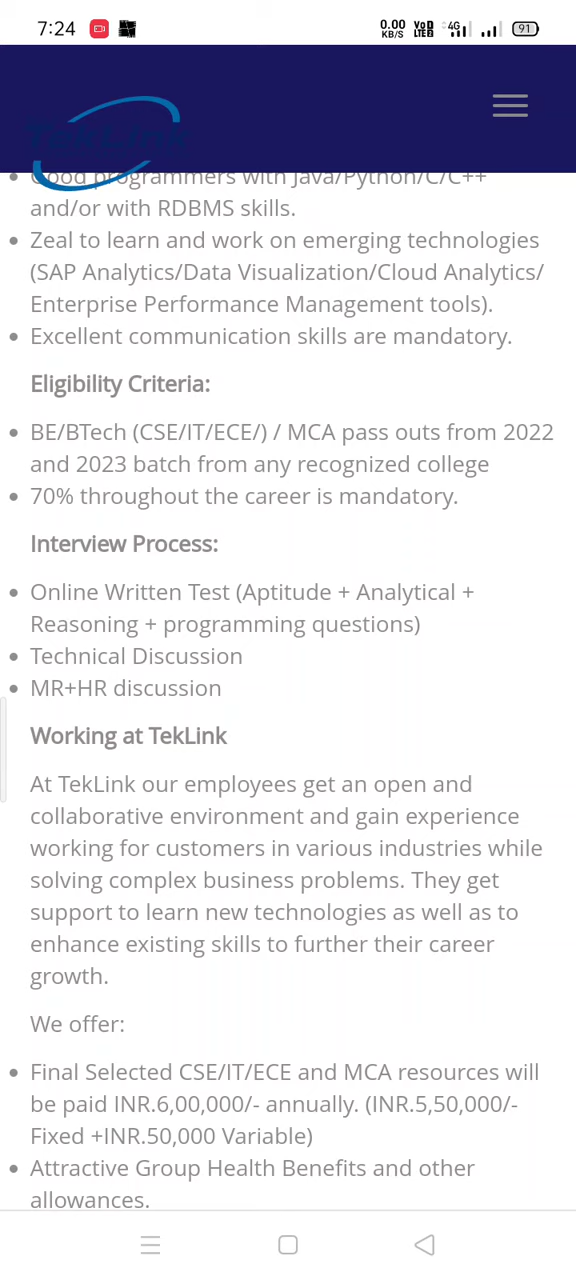 7:24
0.00 KB/S VoD LTE2 4G 91
TekLink
Good programmers with Java/Python/C/C++
and/or with RDBMS skills.
Zeal to learn and work on emerging technologies
(SAP Analytics/Data Visualization/Cloud Analytics/
Enterprise Performance Management tools).
Excellent communication skills are mandatory.
Eligibility Criteria:
BE/BTech (CSE/IT/ECE/) / MCA pass outs from 2022
and 2023 batch from any recognized college
70% throughout the career is mandatory.
Interview Process:
Online Written Test (Aptitude + Analytical +
Reasoning + programming questions)
Technical Discussion
MR+HR discussion
Working at TekLink
At TekLink our employees get an open and
collaborative environment and gain experience
working for customers in various industries while
solving complex business problems. They get
support to learn new technologies as well as to
enhance existing skills to further their career
growth.
We offer:
Final Selected CSE/IT/ECE and MCA resources will
be paid INR.6,00,000/- annually. (INR.5,50,000/-
Fixed +INR.50,000 Variable)
Attractive Group Health Benefits and other
allowances.